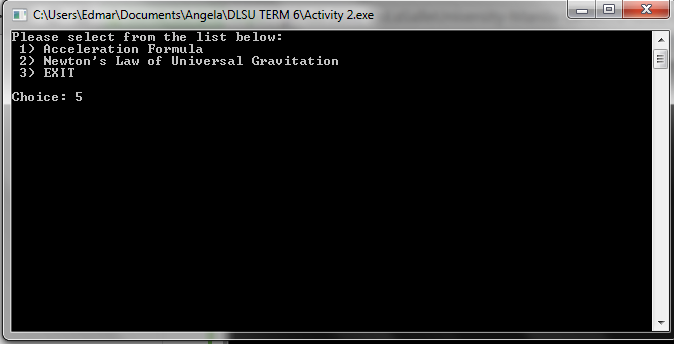 C:\Users\Edmar\Documents\Angela\DLSU TERM 6\Activity 2.exe
Please select from the list below:
1) Acceleration Formula
2) Newton's Law of Universal Gravitation
3) EXIT
Choice: 5